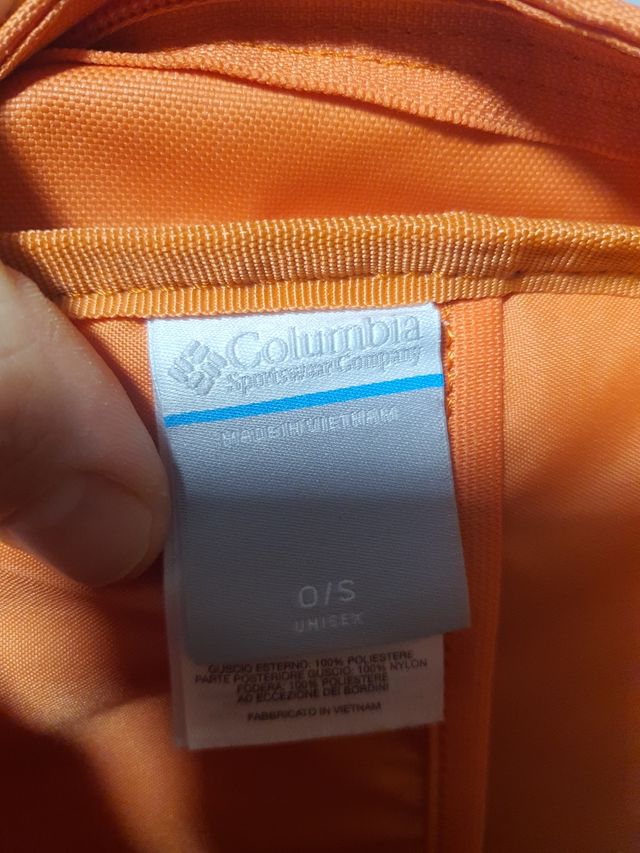 Columbia
Sportswear Company
MADE IN VIETNAM
O/S
UNISEX
GUSCIO ESTERNO: 100% POLIESTERE
PARTE POSTERIORE GUSCIO: 100% NYLON
FODERA: 100% POLIESTERE
AD ECCEZIONE DEI BORDINI
FABBRICATO IN VIETNAM